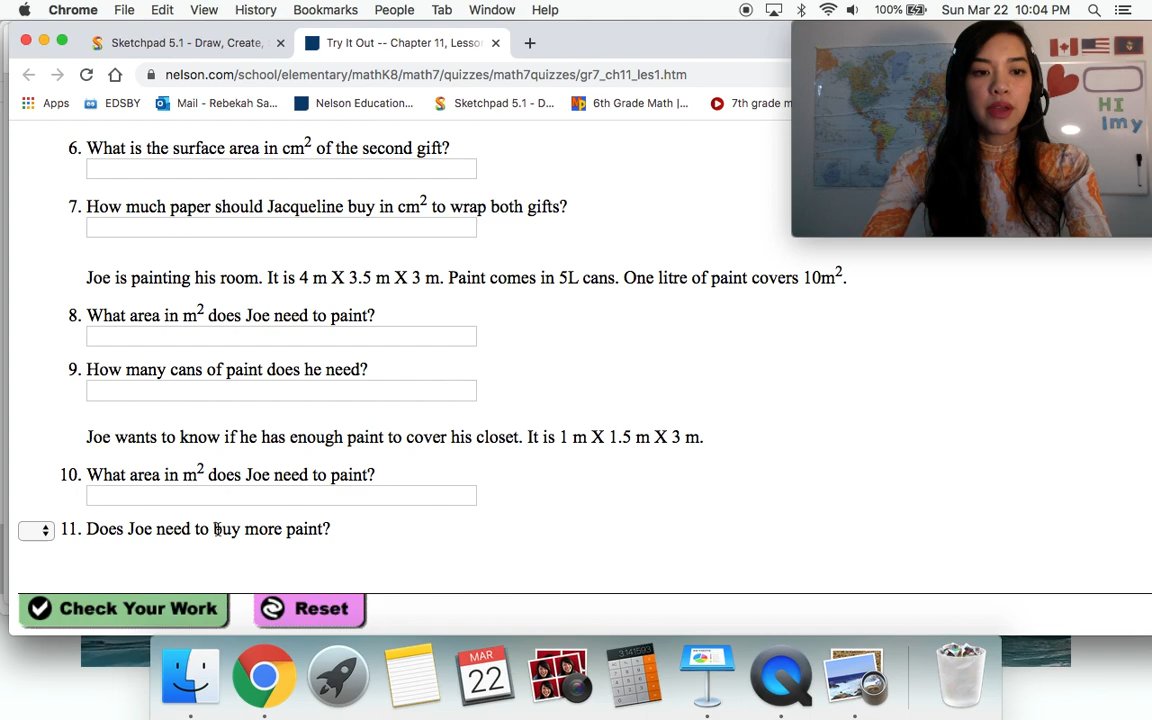 Chrome File Edit View History Bookmarks People Tab Window Help 100% Sun Mar 22 10:04 PM
Sketchpad 5.1 - Draw, Create, Try It Out -- Chapter 11, Lesso
nelson.com/school/elementary/mathK8/math7/quizzes/math7quizzes/gr7_ch11_les1.htm
Apps EDSBY Mail - Rebekah Sa... Nelson Education... Sketchpad 5.1 - D... 6th Grade Math |... 7th grade m
HI
Imy
6. What is the surface area in cm² of the second gift?
7. How much paper should Jacqueline buy in cm² to wrap both gifts?
Joe is painting his room. It is 4 m X 3.5 m X 3 m. Paint comes in 5L cans. One litre of paint covers 10m².
8. What area in m² does Joe need to paint?
9. How many cans of paint does he need?
Joe wants to know if he has enough paint to cover his closet. It is 1 m X 1.5 m X 3 m.
10. What area in m² does Joe need to paint?
11. Does Joe need to buy more paint?
Check Your Work Reset
MAR
22
3.141593